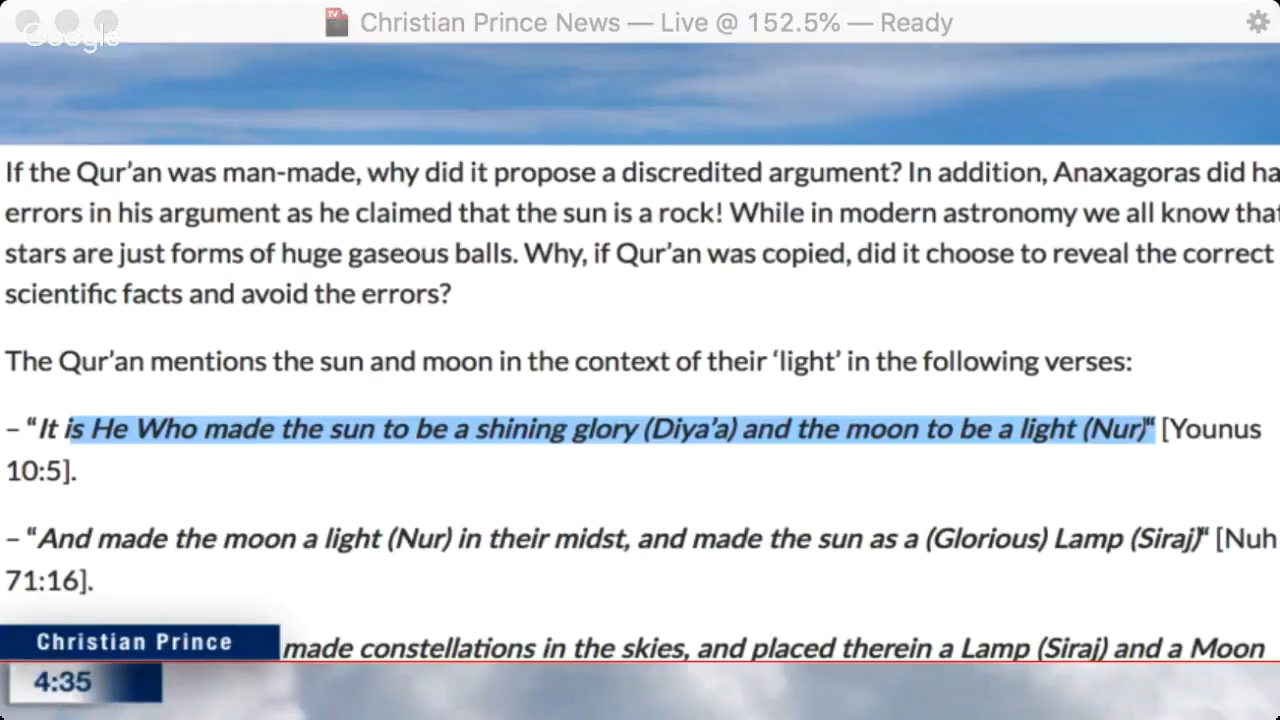 Google
Christian Prince News — Live @ 152.5% — Ready
If the Qur’an was man-made, why did it propose a discredited argument? In addition, Anaxagoras did ha
errors in his argument as he claimed that the sun is a rock! While in modern astronomy we all know that
stars are just forms of huge gaseous balls. Why, if Qur’an was copied, did it choose to reveal the correct
scientific facts and avoid the errors?
The Qur’an mentions the sun and moon in the context of their ‘light’ in the following verses:
– “It is He Who made the sun to be a shining glory (Diya’a) and the moon to be a light (Nur)“ [Younus
10:5].
– “And made the moon a light (Nur) in their midst, and made the sun as a (Glorious) Lamp (Siraj)“ [Nuh
71:16].
made constellations in the skies, and placed therein a Lamp (Siraj) and a Moon
Christian Prince
4:35